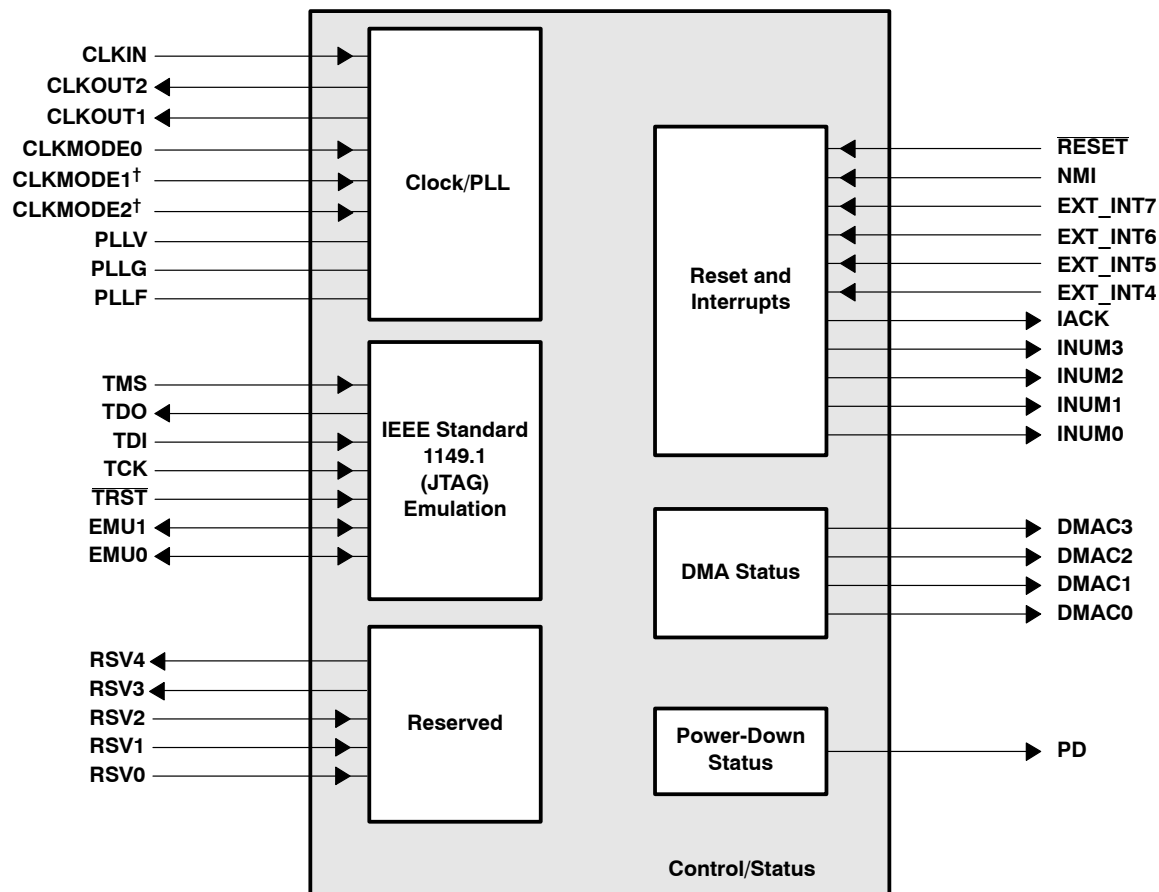 CLKIN
CLKOUT2
CLKOUT1
CLKMODE0
CLKMODE1†
CLKMODE2†
PLLV
PLLG
PLLF
Clock/PLL
TMS
TDO
TDI
TCK
T̅R̅S̅T̅
EMU1
EMU0
IEEE Standard
1149.1
(JTAG)
Emulation
RSV4
RSV3
RSV2
RSV1
RSV0
Reserved
Reset and
Interrupts
R̅E̅S̅E̅T̅
NMI
EXT_INT7
EXT_INT6
EXT_INT5
EXT_INT4
IACK
INUM3
INUM2
INUM1
INUM0
DMA Status
DMAC3
DMAC2
DMAC1
DMAC0
Power-Down
Status
PD
Control/Status